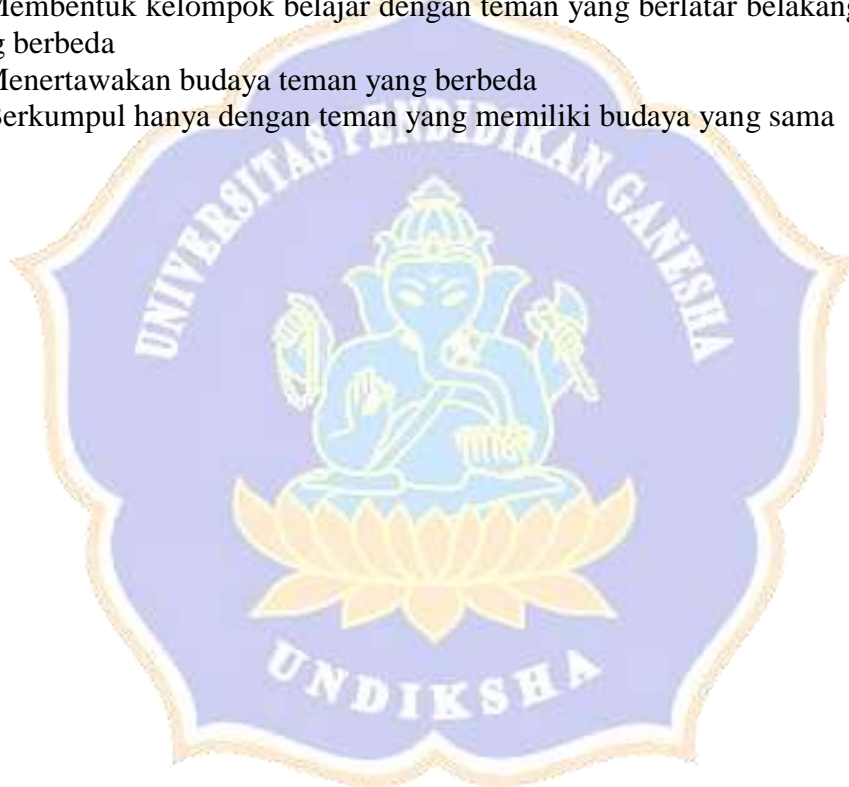 Membentuk kelompok belajar dengan teman yang berlatar belakang
berbeda
Menertawakan budaya teman yang berbeda
Berkumpul hanya dengan teman yang memiliki budaya yang sama
UNIVERSITAS PENDIDIKAN GANESHA
UNDIKSHA